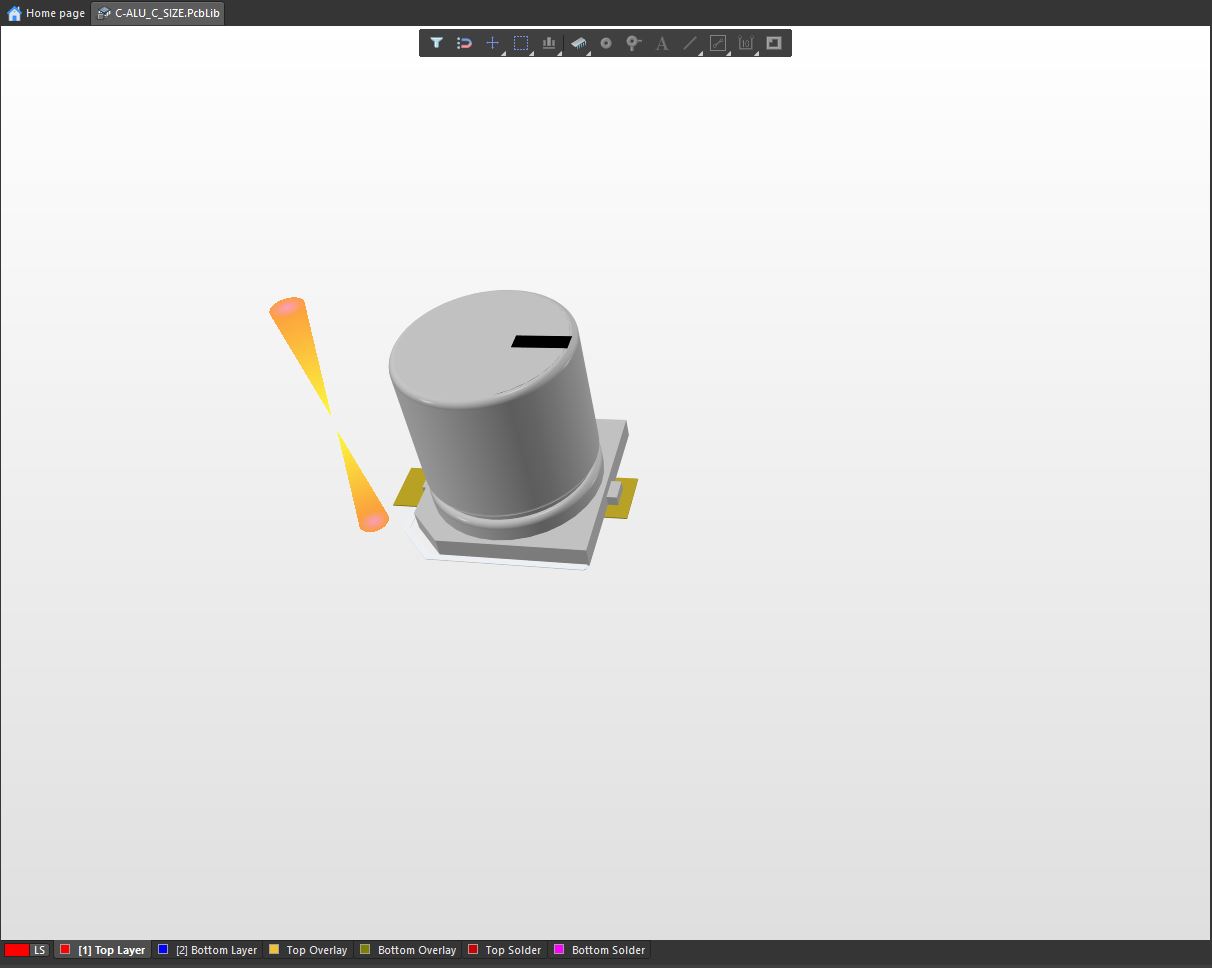 Home page C-ALU_C_SIZE.PcbLib
A 10
LS [1] Top Layer [2] Bottom Layer Top Overlay Bottom Overlay Top Solder Bottom Solder